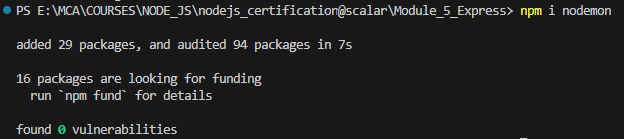 PS E:\MCA\COURSES\NODE_JS\nodejs_certification@scalar\Module_5_Express> npm i nodemon
added 29 packages, and audited 94 packages in 7s
16 packages are looking for funding
  run `npm fund` for details
found 0 vulnerabilities